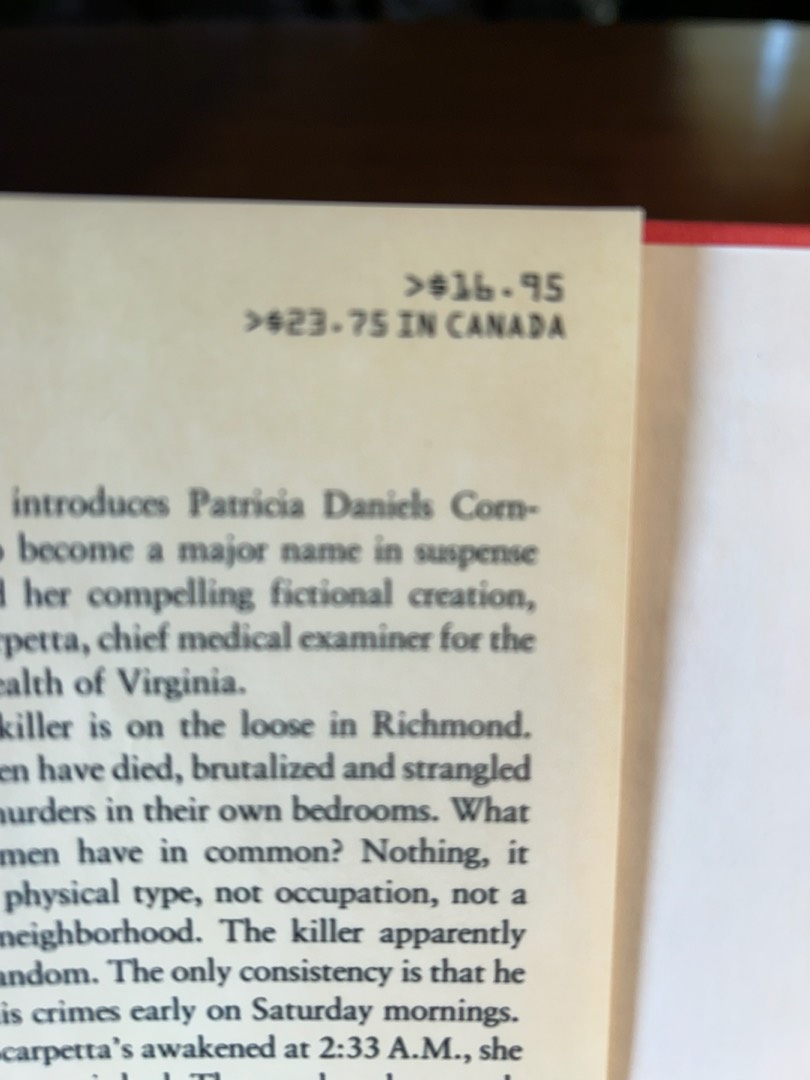 >$16.95
>$23.75 IN CANADA
introduces Patricia Daniels Corn-
become a major name in suspense
her compelling fictional creation,
rpetta, chief medical examiner for the
ealth of Virginia.
killer is on the loose in Richmond.
en have died, brutalized and strangled
urders in their own bedrooms. What
men have in common? Nothing, it
physical type, not occupation, not a
neighborhood. The killer apparently
andom. The only consistency is that he
is crimes early on Saturday mornings.
carpetta's awakened at 2:33 A.M., she